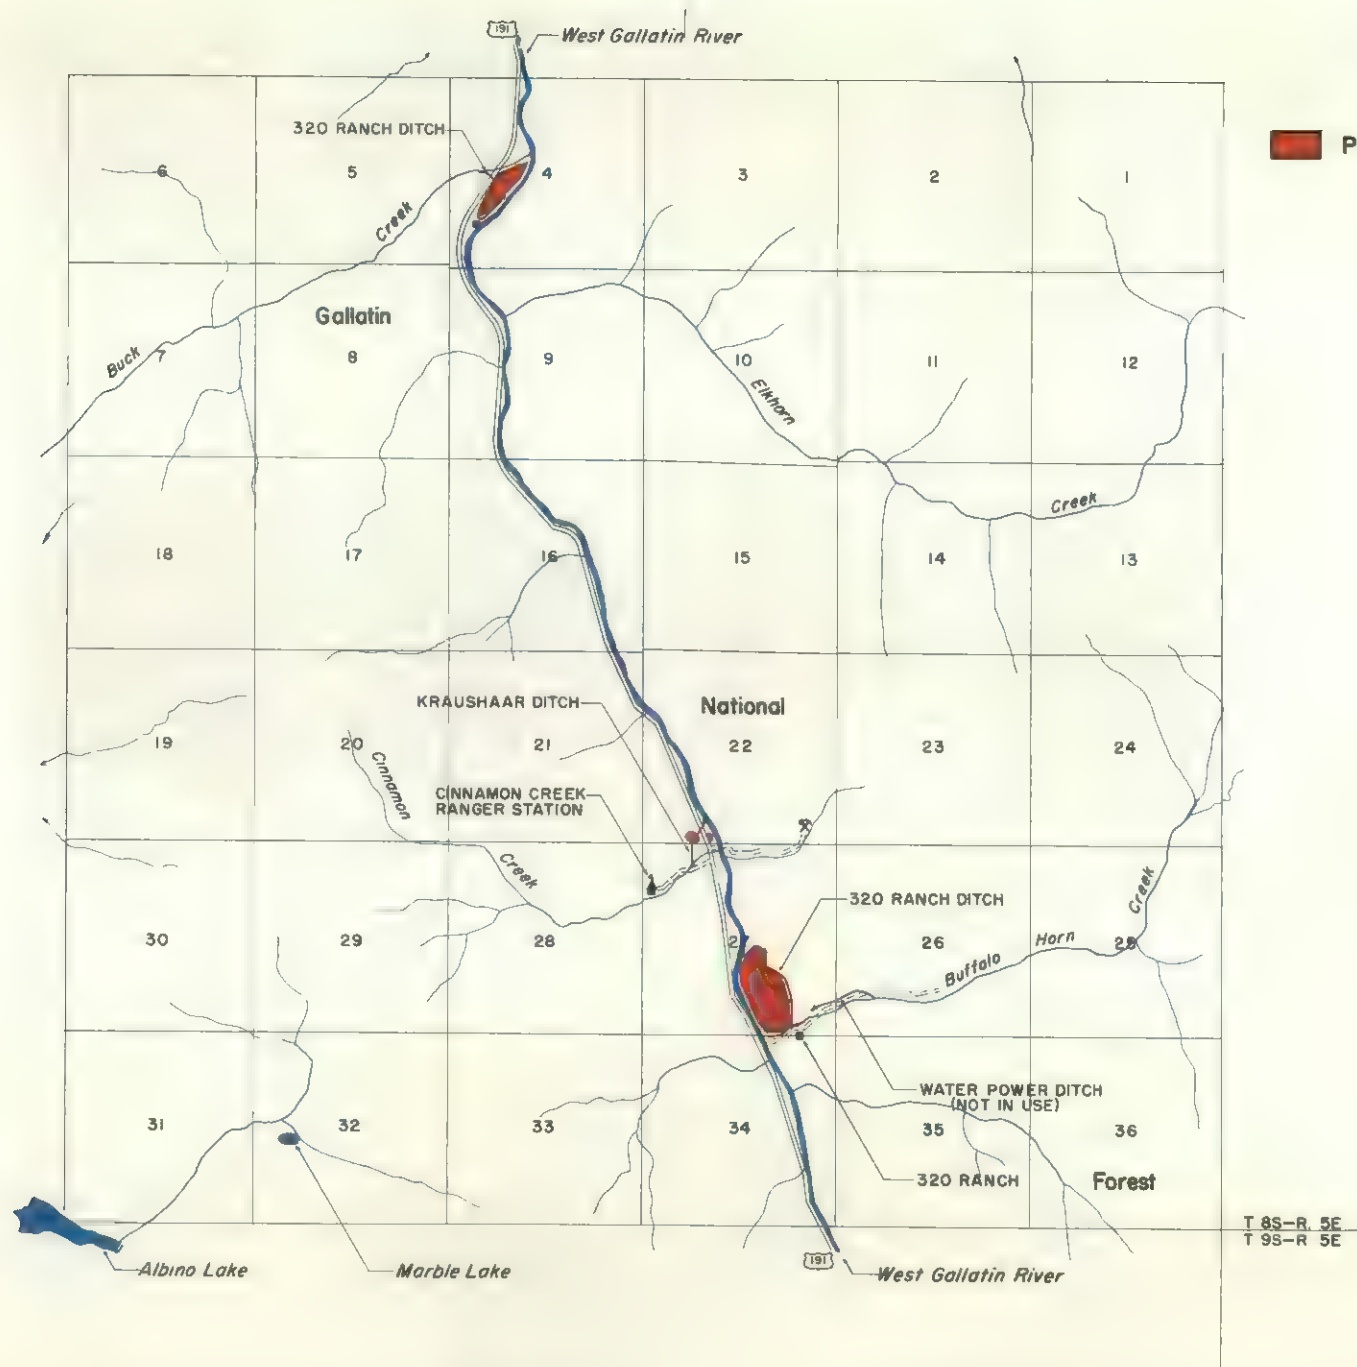 191
West Gallatin River
320 RANCH DITCH
P
6
5
4
3
2
1
Buck Creek
Gallatin
7
8
9
10
11
12
Elkhorn Creek
18
17
16
15
14
13
KRAUSHAAR DITCH
National
19
20
21
22
23
24
Cinnamon Creek
CINNAMON CREEK
RANGER STATION
320 RANCH DITCH
30
29
28
2
26
25
Buffalo Horn Creek
WATER POWER DITCH
(NOT IN USE)
31
32
33
34
35
36
320 RANCH
Forest
T 8S-R. 5E
T 9S-R 5E
Albino Lake
Marble Lake
191
West Gallatin River